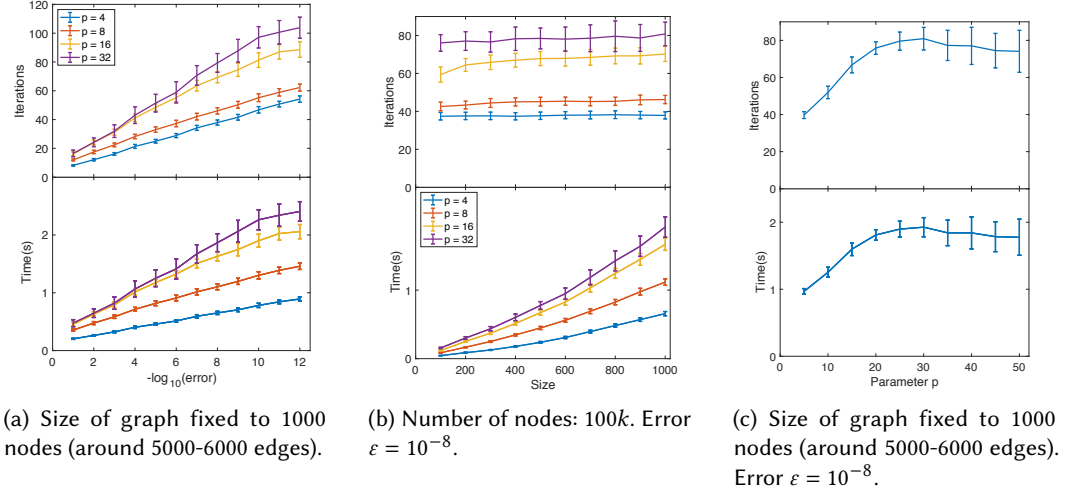 p = 4
p = 8
p = 16
p = 32
120
100
80
60
40
20
0
Iterations
2
1
0
Time(s)
0 2 4 6 8 10 12
-log10(error)
80
60
40
20
0
Iterations
p = 4
p = 8
p = 16
p = 32
1
0
Time(s)
200 400 600 800 1000
Size
80
60
40
0
Iterations
2
1
0
Time(s)
0 10 20 30 40 50
Parameter p
(a) Size of graph fixed to 1000
nodes (around 5000-6000 edges).
(b) Number of nodes: 100k. Error
ε = 10⁻⁸.
(c) Size of graph fixed to 1000
nodes (around 5000-6000 edges).
Error ε = 10⁻⁸.